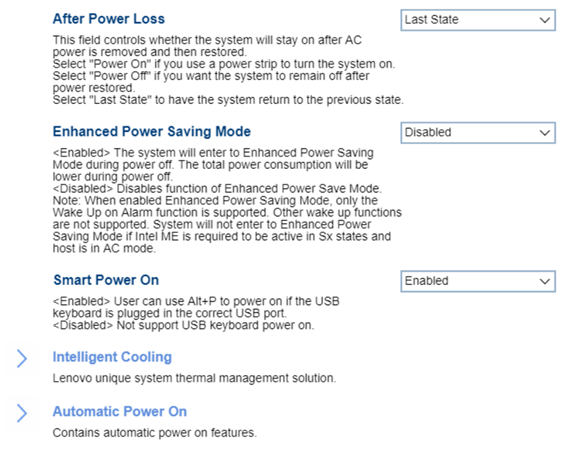 After Power Loss
Last State
This field controls whether the system will stay on after AC
power is removed and then restored.
Select "Power On" if you use a power strip to turn the system on.
Select "Power Off" if you want the system to remain off after
power restored.
Select "Last State" to have the system return to the previous state.
Enhanced Power Saving Mode
Disabled
<Enabled> The system will enter to Enhanced Power Saving
Mode during power off. The total power consumption will be
lower during power off.
<Disabled> Disables function of Enhanced Power Save Mode.
Note: When enabled Enhanced Power Saving Mode, only the
Wake Up on Alarm function is supported. Other wake up functions
are not supported. System will not enter to Enhanced Power
Saving Mode if Intel ME is required to be active in Sx states and
host is in AC mode.
Smart Power On
Enabled
<Enabled> User can use Alt+P to power on if the USB
keyboard is plugged in the correct USB port.
<Disabled> Not support USB keyboard power on.
Intelligent Cooling
Lenovo unique system thermal management solution.
Automatic Power On
Contains automatic power on features.